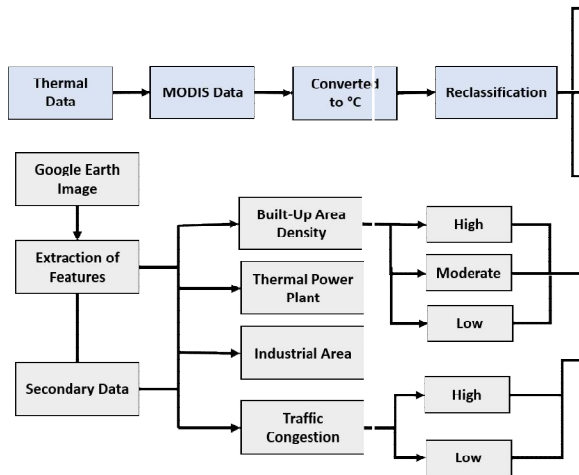 Thermal
Data
MODIS Data
Converted
to °C
Reclassification
Google Earth
Image
Extraction of
Features
Secondary Data
Built-Up Area
Density
Thermal Power
Plant
Industrial Area
Traffic
Congestion
High
Moderate
Low
High
Low